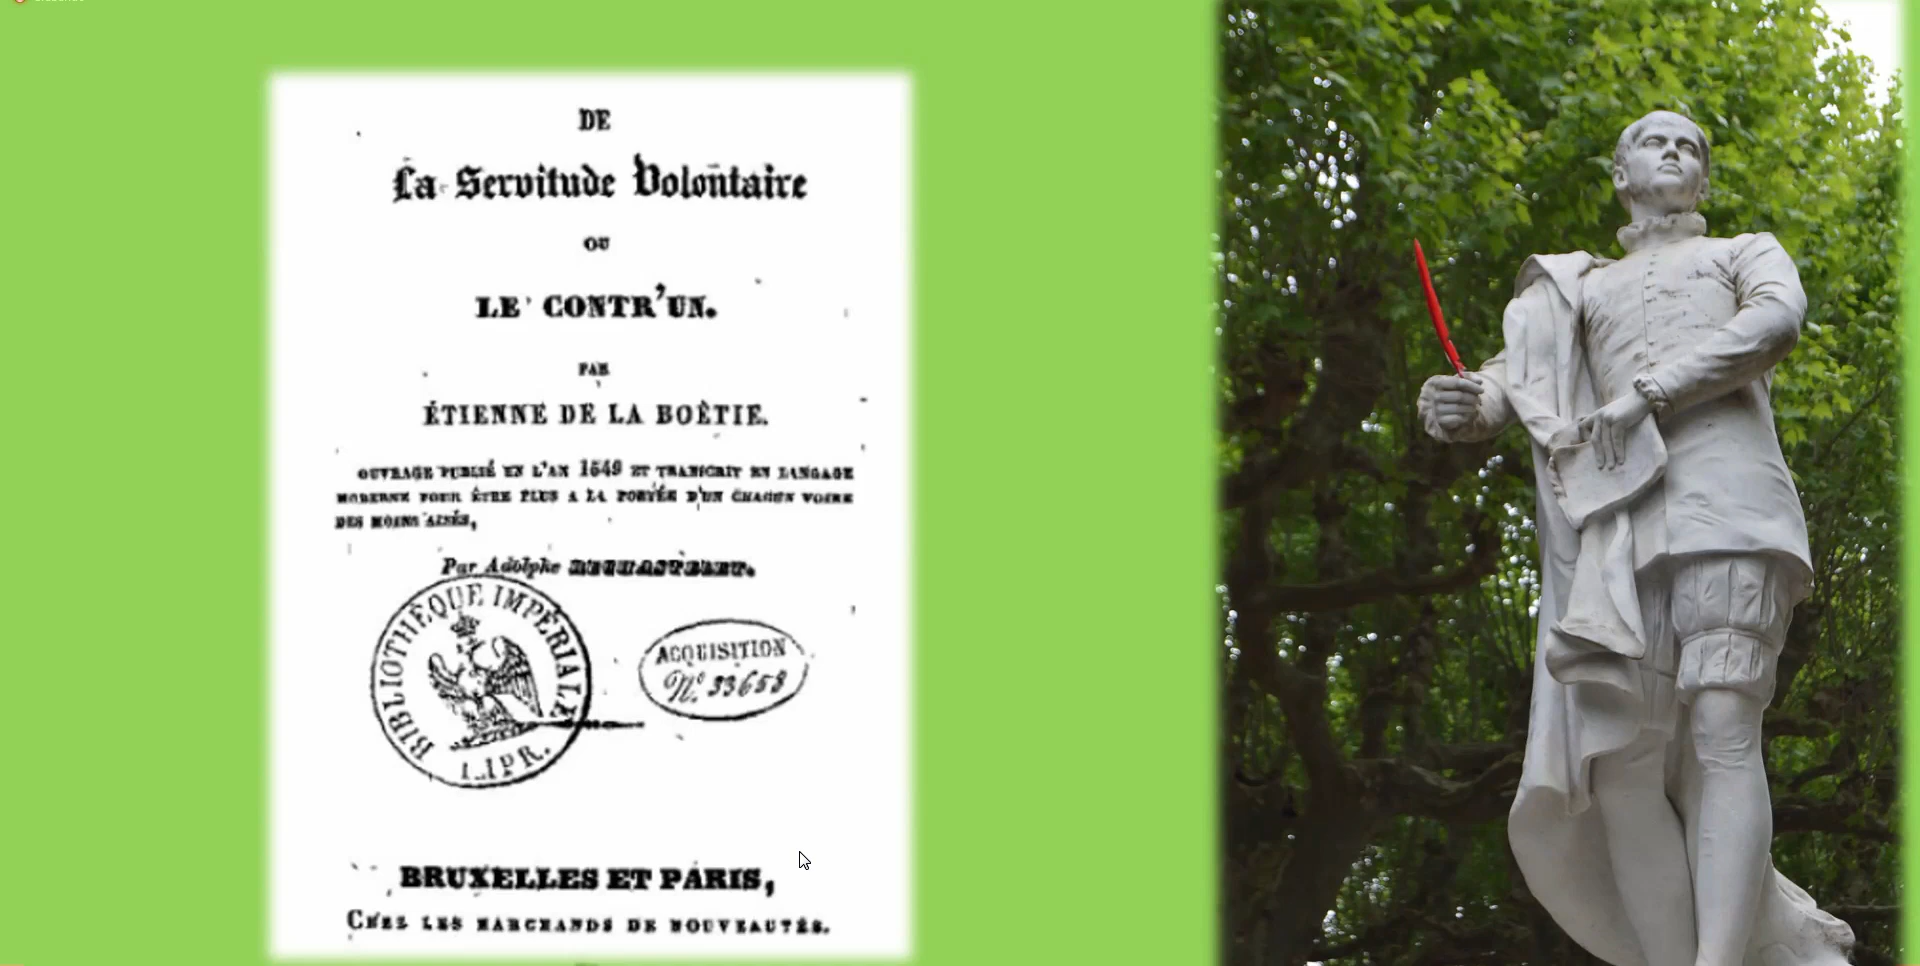 DE
La Servitude Volontaire
OU
LE CONTR'UN.
PAR
ÉTIENNE DE LA BOÈTIE.
OUVRAGE PUBLIÉ EN L'AN 1549 ET TRANSCRIT EN LANGAGE
MODERNE POUR ÊTRE PLUS A LA PORTÉE D'UN CHACUN VOIRE
DES MOINS AISÉS,
Par Adolphe
BIBLIOTHÈQUE IMPÉRIALE
IMPR.
ACQUISITION
N° 33653
BRUXELLES ET PARIS,
CHEZ LES MARCHANDS DE NOUVEAUTÉS.